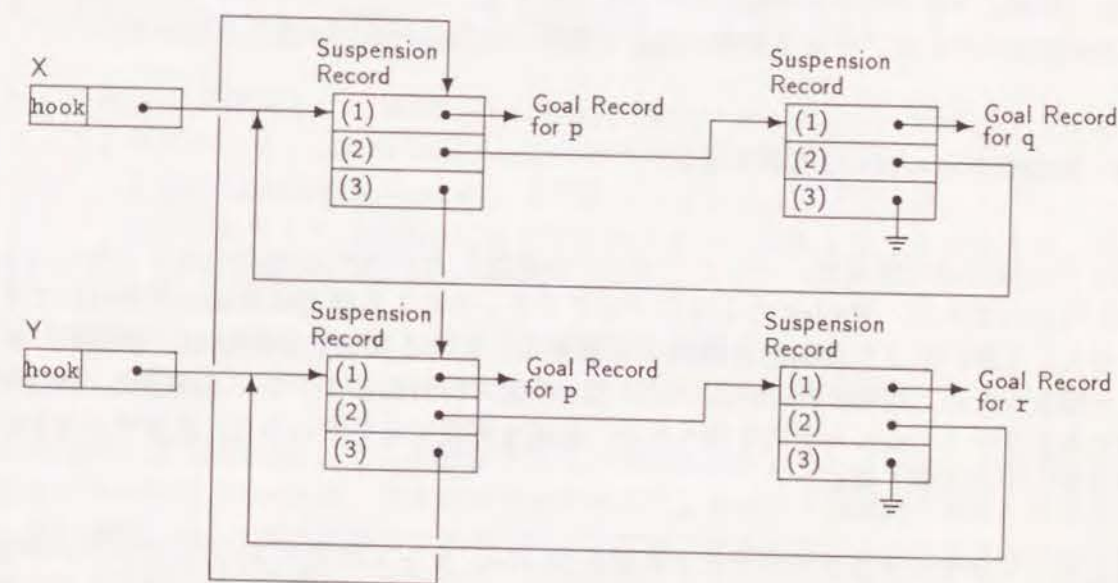 X
hook
Suspension
Record
(1)
(2)
(3)
Goal Record
for p
Suspension
Record
(1)
(2)
(3)
Goal Record
for q
Y
hook
Suspension
Record
(1)
(2)
(3)
Goal Record
for p
Suspension
Record
(1)
(2)
(3)
Goal Record
for r